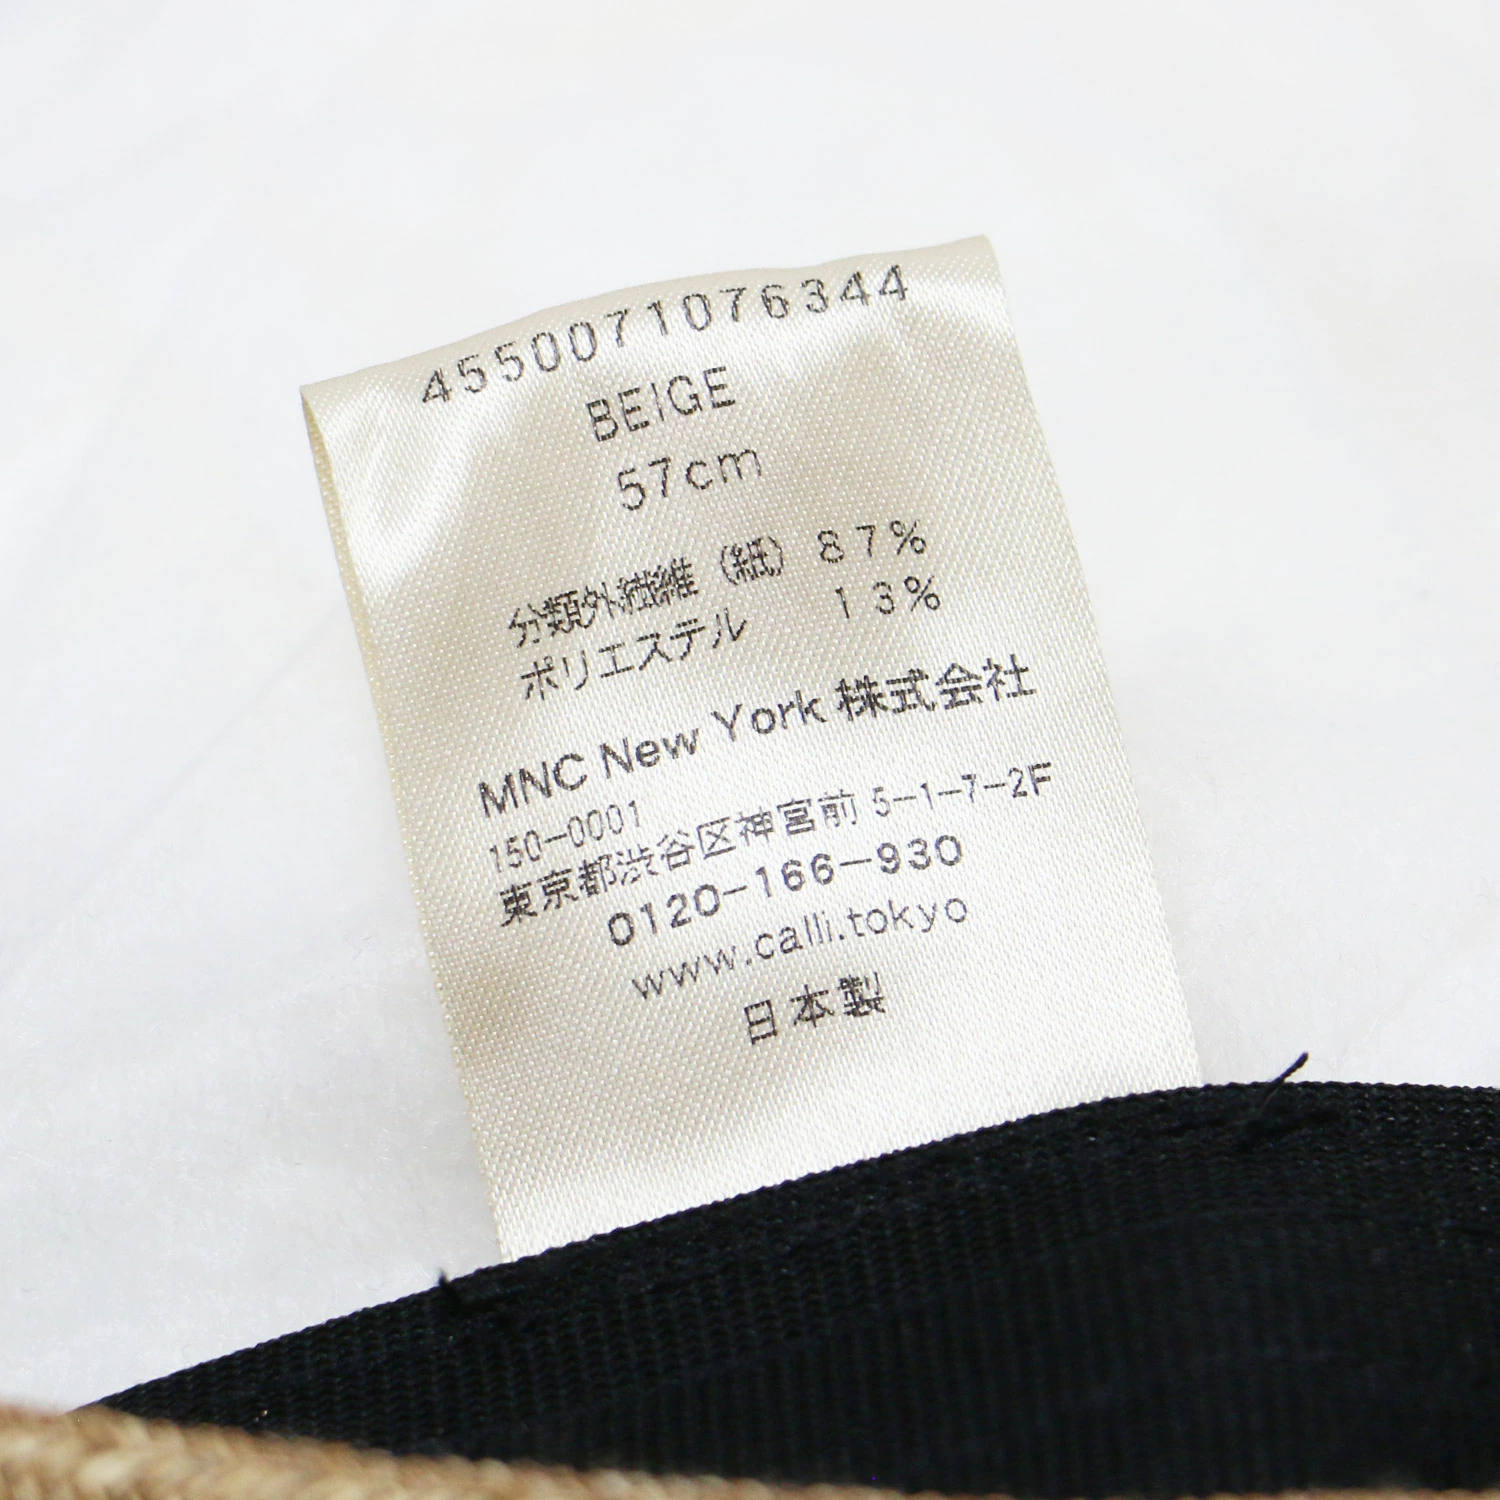 4550071076344
BEIGE
57cm
分類外繊維（紙） 87%
ポリエステル 13%
MNC New York 株式会社
150-0001
東京都渋谷区神宮前 5-1-7-2F
0120-166-930
www.calli.tokyo
日本製